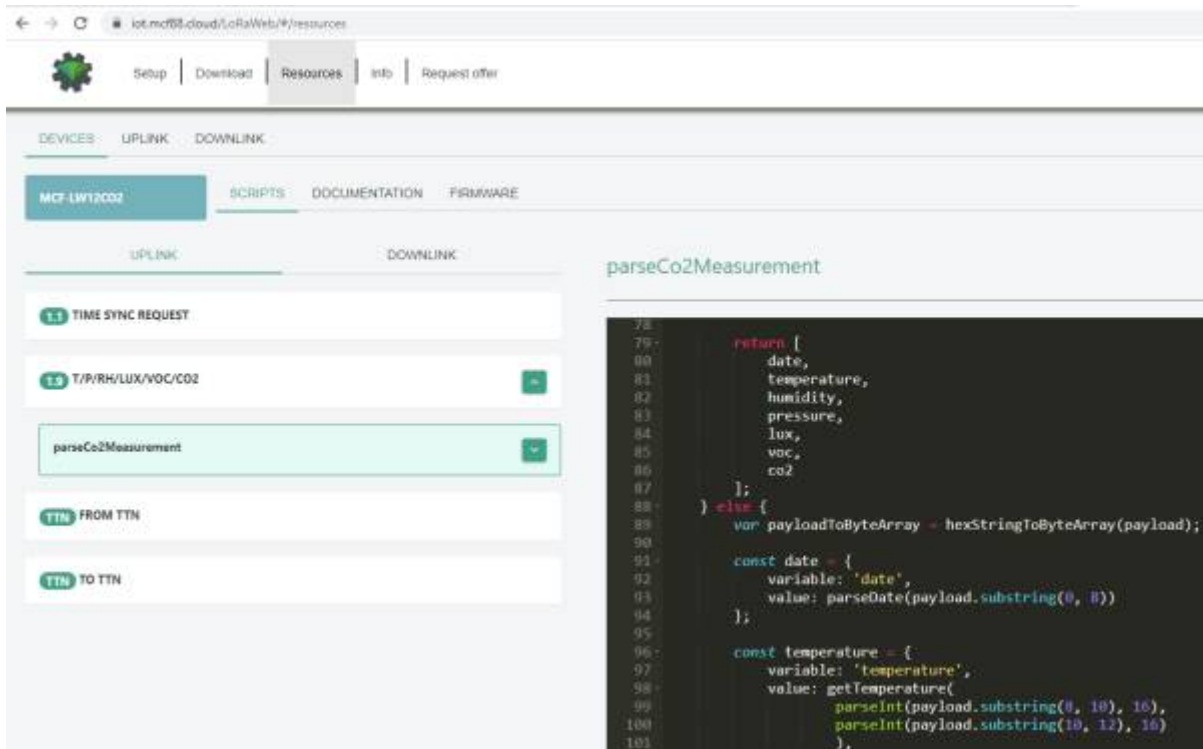 iot.mcf88.cloud/LoRaWeb/#/resources
Setup Download Resources Info Request offer
DEVICES UPLINK DOWNLINK
MCF-LW12CO2 SCRIPTS DOCUMENTATION FIRMWARE
UPLINK DOWNLINK
1.1 TIME SYNC REQUEST
1.9 T/P/RH/LUX/VOC/CO2
parseCo2Measurement
TTN FROM TTN
TTN TO TTN
parseCo2Measurement
78
79 return [
80 date,
81 temperature,
82 humidity,
83 pressure,
84 lux,
85 voc,
86 co2
87 ];
88 } else {
89 var payloadToByteArray = hexStringToByteArray(payload);
90
91 const date = {
92 variable: 'date',
93 value: parseDate(payload.substring(0, 8))
94 };
95
96 const temperature = {
97 variable: 'temperature',
98 value: getTemperature(
99 parseInt(payload.substring(8, 10), 16),
100 parseInt(payload.substring(10, 12), 16)
101 ),